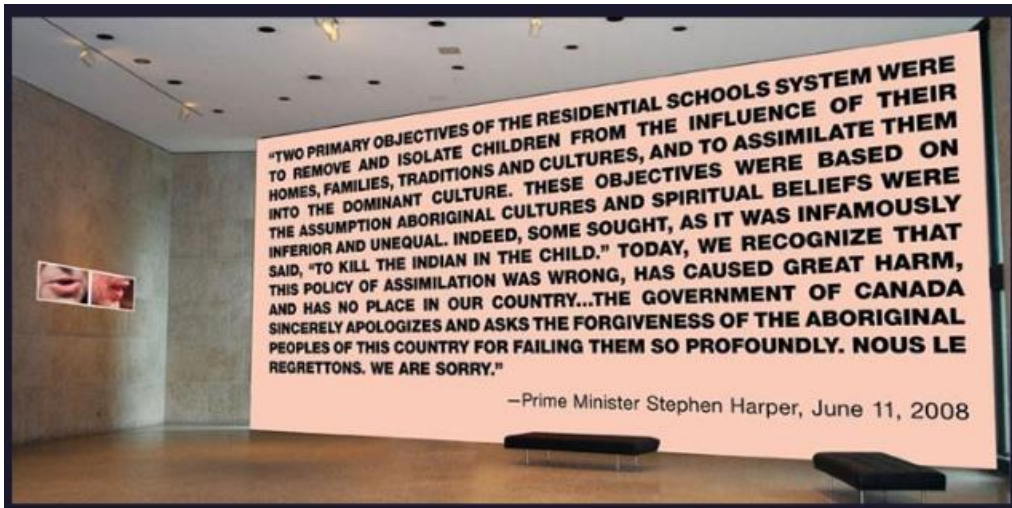 “TWO PRIMARY OBJECTIVES OF THE RESIDENTIAL SCHOOLS SYSTEM WERE
TO REMOVE AND ISOLATE CHILDREN FROM THE INFLUENCE OF THEIR
HOMES, FAMILIES, TRADITIONS AND CULTURES, AND TO ASSIMILATE THEM
INTO THE DOMINANT CULTURE. THESE OBJECTIVES WERE BASED ON
THE ASSUMPTION ABORIGINAL CULTURES AND SPIRITUAL BELIEFS WERE
INFERIOR AND UNEQUAL. INDEED, SOME SOUGHT, AS IT WAS INFAMOUSLY
SAID, “TO KILL THE INDIAN IN THE CHILD.” TODAY, WE RECOGNIZE THAT
THIS POLICY OF ASSIMILATION WAS WRONG, HAS CAUSED GREAT HARM,
AND HAS NO PLACE IN OUR COUNTRY...THE GOVERNMENT OF CANADA
SINCERELY APOLOGIZES AND ASKS THE FORGIVENESS OF THE ABORIGINAL
PEOPLES OF THIS COUNTRY FOR FAILING THEM SO PROFOUNDLY. NOUS LE
REGRETTONS. WE ARE SORRY.”
—Prime Minister Stephen Harper, June 11, 2008